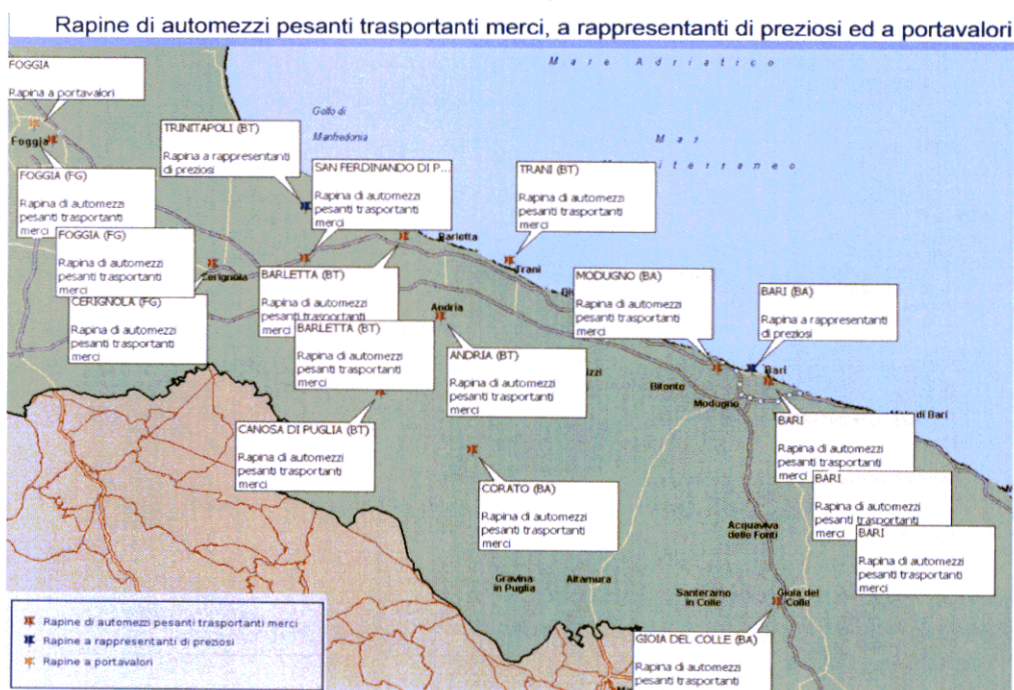 Rapine di automezzi pesanti trasportanti merci, a rappresentanti di preziosi ed a portavalori
Mare Adriatico
FOGGIA
Rapina a portavalori
Foggia
Golfo di
Manfredonia
TRINITAPOLI (BT)
Rapina a rappresentanti
di preziosi
Mar
iterraneo
SAN FERDINANDO DI P...
Rapina di automezzi
pesanti trasportanti
merci
TRANI (BT)
Rapina di automezzi
pesanti trasportanti
merci
FOGGIA (FG)
Rapina di automezzi
pesanti trasportanti
merci
FOGGIA (FG)
Rapina di automezzi
pesanti trasportanti
merci
CERIGNOLA (FG)
Rapina di automezzi
pesanti trasportanti
merci
Cerignola
Barletta
Trani
BARLETTA (BT)
Rapina di automezzi
pesanti trasportanti
merci
BARLETTA (BT)
Rapina di automezzi
pesanti trasportanti
merci
Andria
ANDRIA (BT)
Rapina di automezzi
pesanti trasportanti
merci
MODUGNO (BA)
Rapina di automezzi
pesanti trasportanti
merci
BARI (BA)
Rapina a rappresentanti
di preziosi
Bari
izzi
Bitonto
Modugno
di Bari
CANOSA DI PUGLIA (BT)
Rapina di automezzi
pesanti trasportanti
merci
CORATO (BA)
Rapina di automezzi
pesanti trasportanti
merci
BARI
Rapina di automezzi
pesanti trasportanti
merci
BARI
Rapina di automezzi
pesanti trasportanti
merci
BARI
Rapina di automezzi
pesanti trasportanti
merci
Acquaviva
delle Fonti
Gravina
in Puglia
Altamura
Santeramo
in Colle
Gioia del
Colle
GIOIA DEL COLLE (BA)
Rapina di automezzi
pesanti trasportanti
Rapine di automezzi pesanti trasportanti merci
Rapine a rappresentanti di preziosi
Rapine a portavalori